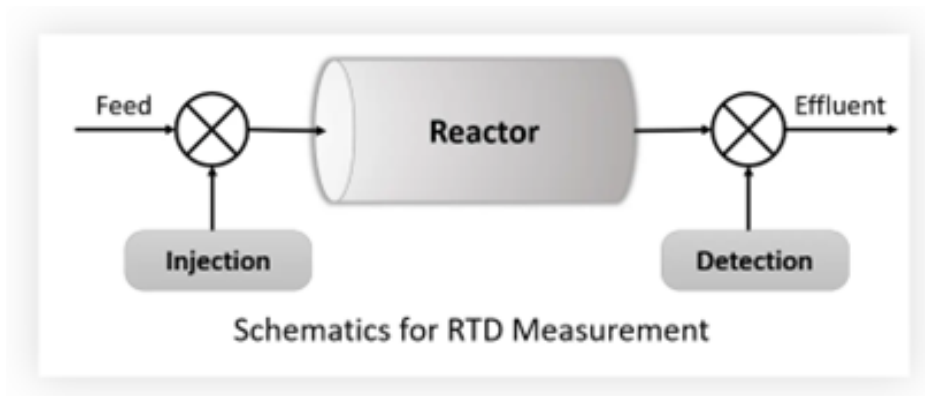 Feed
Effluent
Reactor
Injection
Detection
Schematics for RTD Measurement